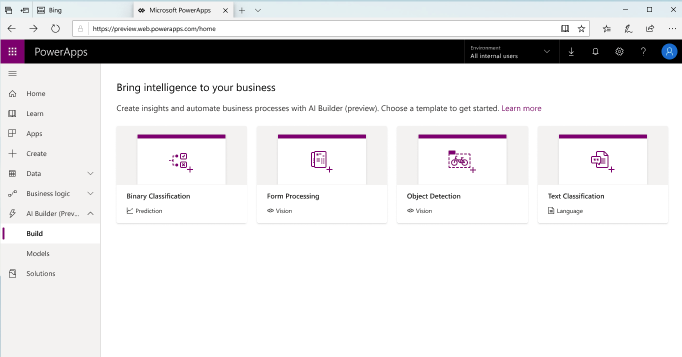 Bing
Microsoft PowerApps
https://preview.web.powerapps.com/home
PowerApps
Environment
All internal users
Home
Learn
Apps
Create
Data
Business logic
AI Builder (Prev...
Build
Models
Solutions
Bring intelligence to your business
Create insights and automate business processes with AI Builder (preview). Choose a template to get started. Learn more
Binary Classification
Prediction
Form Processing
Vision
Object Detection
Vision
Text Classification
Language